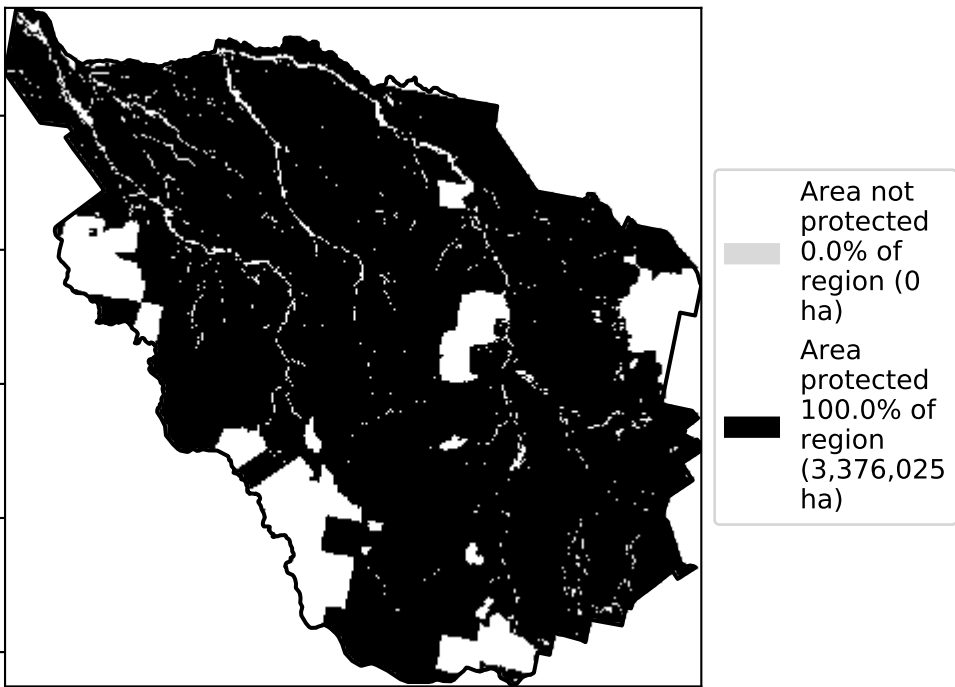 Area not
protected
0.0% of
region (0
ha)
Area
protected
100.0% of
region
(3,376,025
ha)